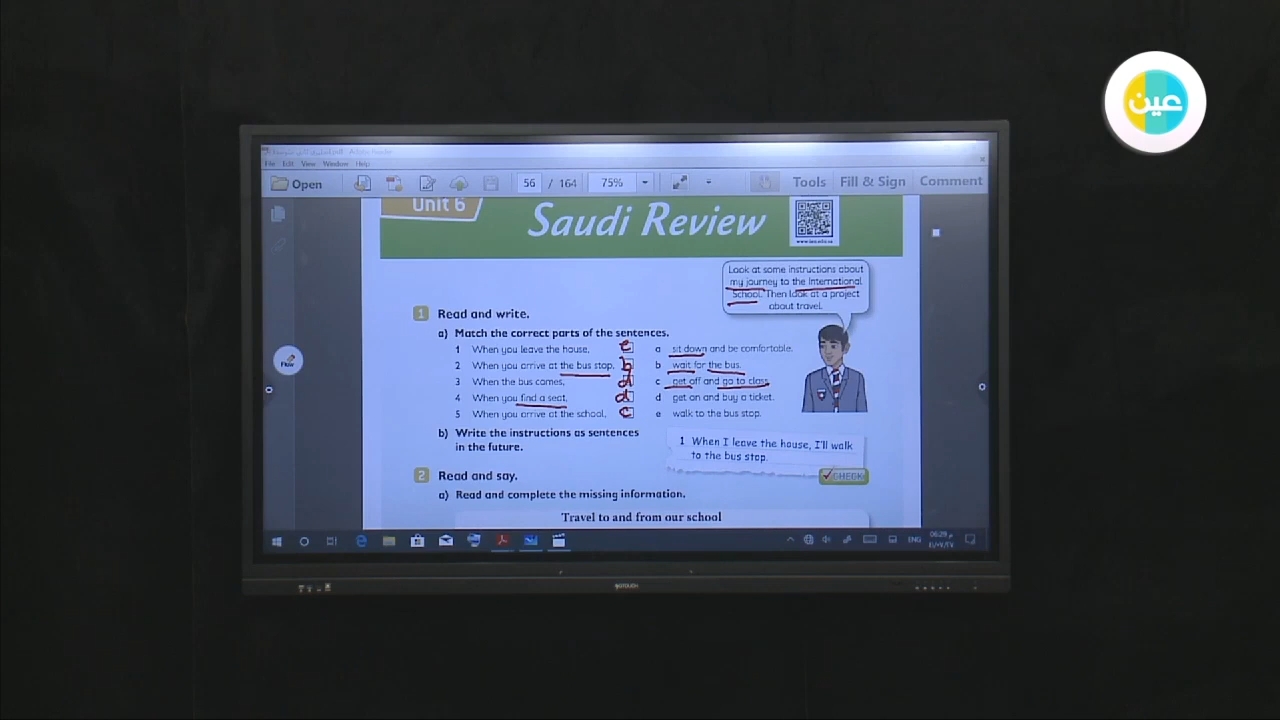 عين
File Edit View Window Help
Open 56 / 164 75% Tools Fill & Sign Comment
Unit 6
Saudi Review
Look at some instructions about
my journey to the International
School. Then look at a project
about travel.
1 Read and write.
a) Match the correct parts of the sentences.
1 When you leave the house, e a sit down and be comfortable.
2 When you arrive at the bus stop, b b wait for the bus.
3 When the bus comes, d c get off and go to class.
4 When you find a seat, d get on and buy a ticket.
5 When you arrive at the school, c e walk to the bus stop.
b) Write the instructions as sentences
in the future.
1 When I leave the house, I'll walk
to the bus stop.
CHECK
2 Read and say.
a) Read and complete the missing information.
Travel to and from our school
ENG
06:29 م